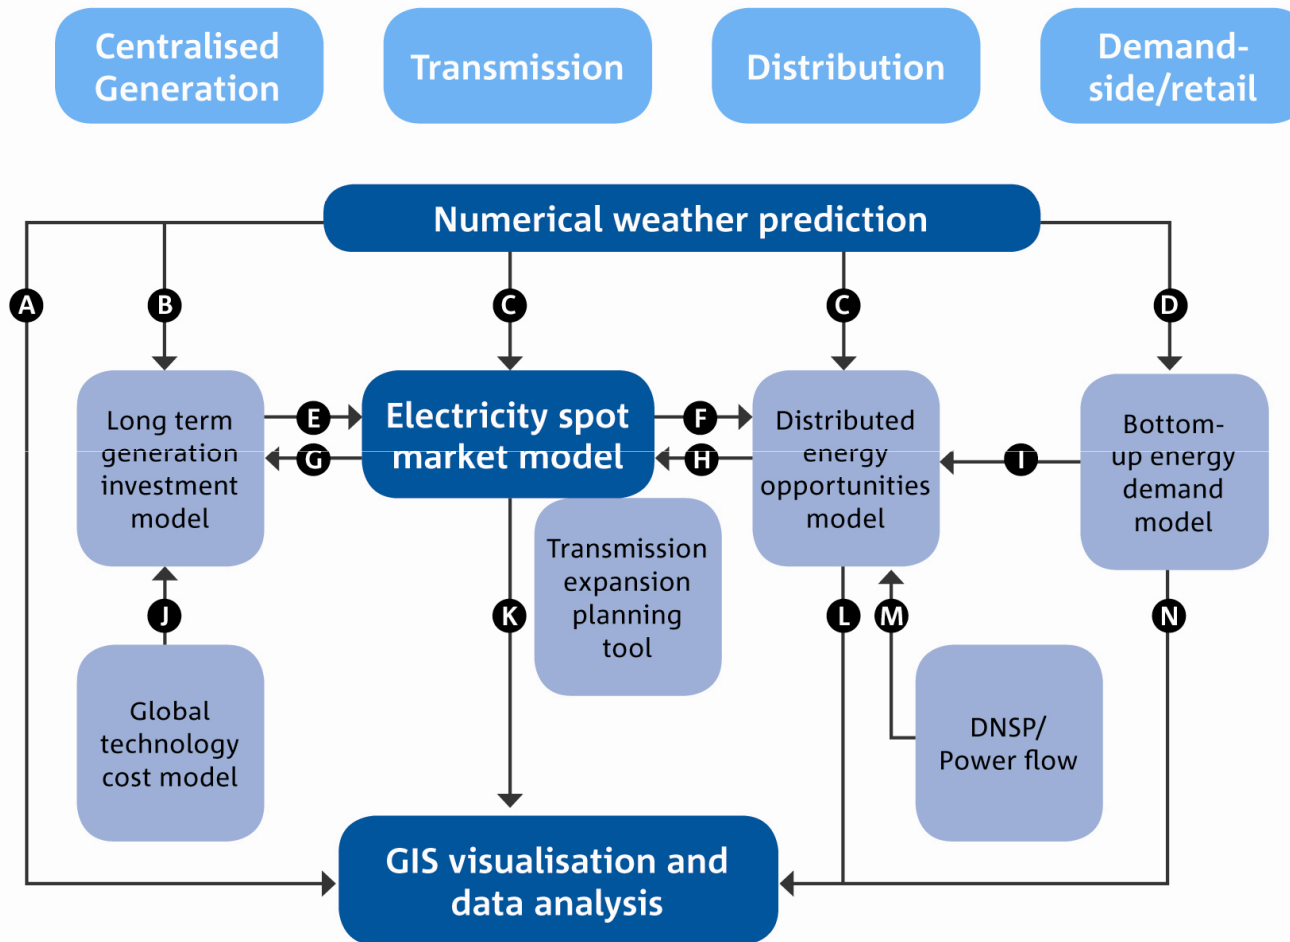 Centralised
Generation
Transmission
Distribution
Demand-
side/retail
Numerical weather prediction
A
B
C
C
D
Long term
generation
investment
model
E
G
Electricity spot
market model
F
H
Distributed
energy
opportunities
model
I
Bottom-
up energy
demand
model
Transmission
expansion
planning
tool
J
K
L
M
N
Global
technology
cost model
DNSP/
Power flow
GIS visualisation and
data analysis